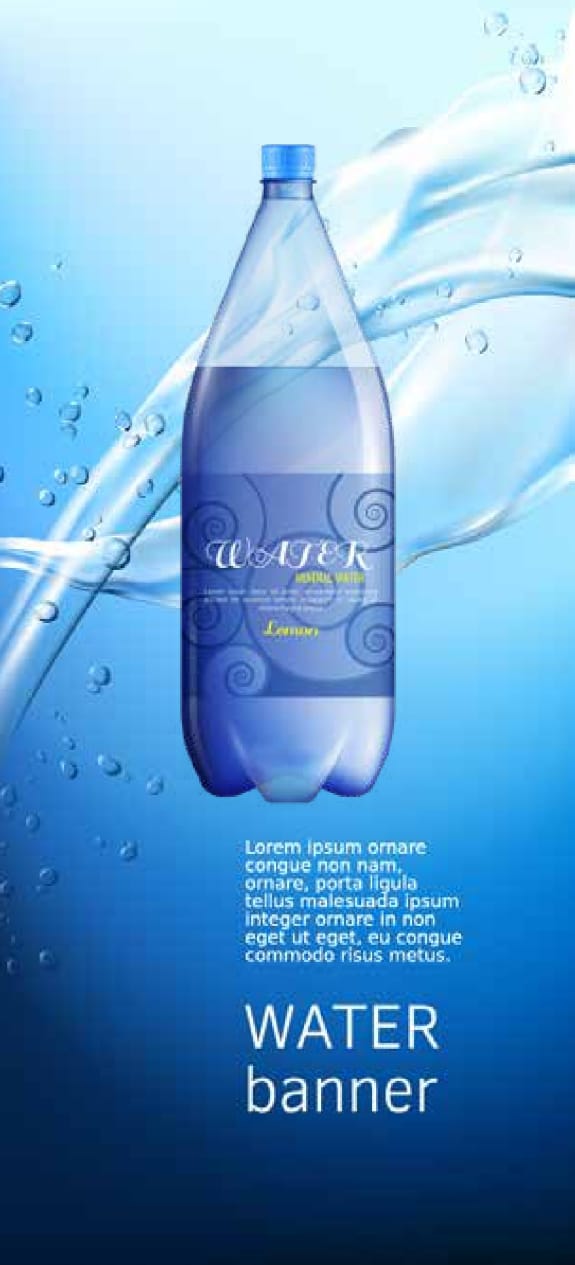 WATER
MINERAL WATER
Lemon
Lorem ipsum ornare
congue non nam,
ornare, porta ligula
tellus malesuada ipsum
integer ornare in non
eget ut eget, eu congue
commodo risus metus.
WATER
banner